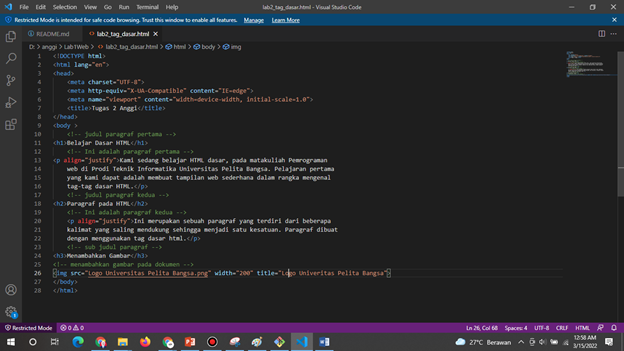 File Edit Selection View Go Run Terminal Help
lab2_tag_dasar.html - Visual Studio Code
Restricted Mode is intended for safe code browsing. Trust this window to enable all features. Manage Learn More
README.md lab2_tag_dasar.html
D: > anggi > Lab1Web > lab2_tag_dasar.html > html > body > img
1 <!DOCTYPE html>
2 <html lang="en">
3 <head>
4 <meta charset="UTF-8">
5 <meta http-equiv="X-UA-Compatible" content="IE=edge">
6 <meta name="viewport" content="width=device-width, initial-scale=1.0">
7 <title>Tugas 2 Anggi</title>
8 </head>
9 <body >
10 <!-- judul paragraf pertama -->
11 <h1>Belajar Dasar HTML</h1>
12 <!-- Ini adalah paragraf pertama -->
13 <p align="justify">Kami sedang belajar HTML dasar, pada matakuliah Pemrograman
14 web di Prodi Teknik Informatika Universitas Pelita Bangsa. Pelajaran pertama
15 yang kami dapat adalah membuat tampilan web sederhana dalam rangka mengenal
16 tag-tag dasar HTML.</p>
17 <!-- judul paragraf kedua -->
18 <h2>Paragraf pada HTML</h2>
19 <!-- Ini adalah paragraf kedua -->
20 <p align="justify">Ini merupakan sebuah paragraf yang terdiri dari beberapa
21 kalimat yang saling mendukung sehingga menjadi satu kesatuan. Paragraf dibuat
22 dengan menggunakan tag dasar html.</p>
23 <!-- sub judul paragraf -->
24 <h3>Menambahkan Gambar</h3>
25 <!-- menambahkan gambar pada dokumen -->
26 <img src="Logo Universitas Pelita Bangsa.png" width="200" title="Logo Univeritas Pelita Bangsa">
27 </body>
28 </html>
Restricted Mode 0 0 Ln 26, Col 68 Spaces: 4 UTF-8 CRLF HTML
27°C Berawan 12:58 AM
3/15/2022